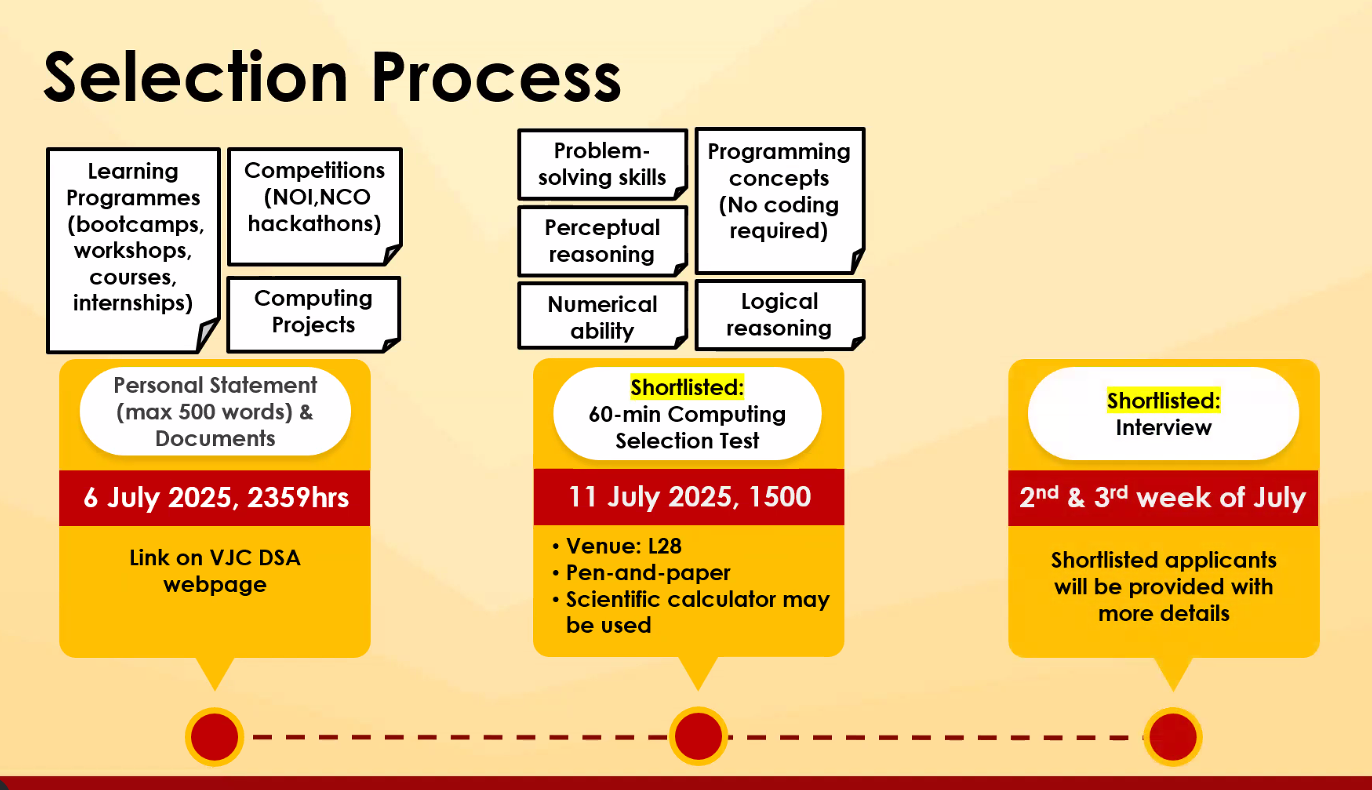 Selection Process
Learning
Programmes
(bootcamps,
workshops,
courses,
internships)
Competitions
(NOI,NCO
hackathons)
Computing
Projects
Personal Statement
(max 500 words) &
Documents
6 July 2025, 2359hrs
Link on VJC DSA
webpage
Problem-
solving skills
Perceptual
reasoning
Numerical
ability
Programming
concepts
(No coding
required)
Logical
reasoning
Shortlisted:
60-min Computing
Selection Test
11 July 2025, 1500
• Venue: L28
• Pen-and-paper
• Scientific calculator may
be used
Shortlisted:
Interview
2nd & 3rd week of July
Shortlisted applicants
will be provided with
more details